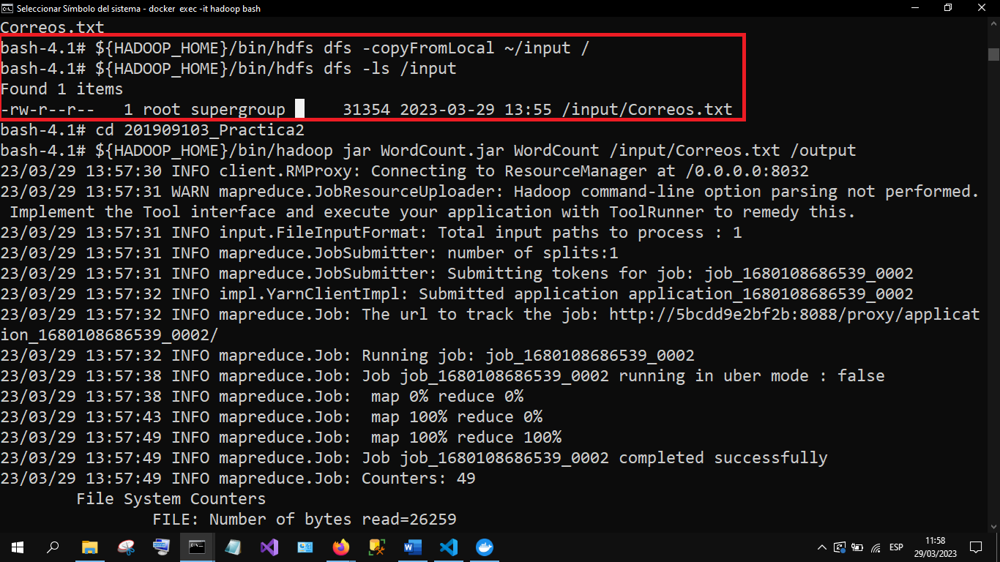 Seleccionar Símbolo del sistema - docker exec -it hadoop bash
Correos.txt
bash-4.1# ${HADOOP_HOME}/bin/hdfs dfs -copyFromLocal ~/input /
bash-4.1# ${HADOOP_HOME}/bin/hdfs dfs -ls /input
Found 1 items
-rw-r--r--   1 root supergroup      31354 2023-03-29 13:55 /input/Correos.txt
bash-4.1# cd 201909103_Practica2
bash-4.1# ${HADOOP_HOME}/bin/hadoop jar WordCount.jar WordCount /input/Correos.txt /output
23/03/29 13:57:30 INFO client.RMProxy: Connecting to ResourceManager at /0.0.0.0:8032
23/03/29 13:57:31 WARN mapreduce.JobResourceUploader: Hadoop command-line option parsing not performed.
 Implement the Tool interface and execute your application with ToolRunner to remedy this.
23/03/29 13:57:31 INFO input.FileInputFormat: Total input paths to process : 1
23/03/29 13:57:31 INFO mapreduce.JobSubmitter: number of splits:1
23/03/29 13:57:31 INFO mapreduce.JobSubmitter: Submitting tokens for job: job_1680108686539_0002
23/03/29 13:57:32 INFO impl.YarnClientImpl: Submitted application application_1680108686539_0002
23/03/29 13:57:32 INFO mapreduce.Job: The url to track the job: http://5bcdd9e2bf2b:8088/proxy/applicat
ion_1680108686539_0002/
23/03/29 13:57:32 INFO mapreduce.Job: Running job: job_1680108686539_0002
23/03/29 13:57:38 INFO mapreduce.Job: Job job_1680108686539_0002 running in uber mode : false
23/03/29 13:57:38 INFO mapreduce.Job:  map 0% reduce 0%
23/03/29 13:57:43 INFO mapreduce.Job:  map 100% reduce 0%
23/03/29 13:57:49 INFO mapreduce.Job:  map 100% reduce 100%
23/03/29 13:57:49 INFO mapreduce.Job: Job job_1680108686539_0002 completed successfully
23/03/29 13:57:49 INFO mapreduce.Job: Counters: 49
        File System Counters
                FILE: Number of bytes read=26259
ESP
11:58
29/03/2023